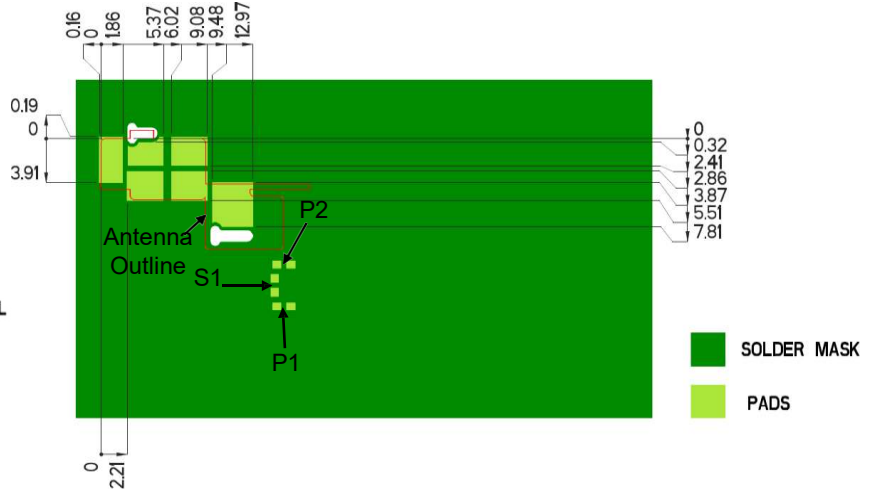 0.16
0
1.86
5.37
6.02
9.08
9.48
12.97
0.19
0
3.91
0
0.32
2.41
2.86
3.87
5.51
7.81
P2
Antenna
Outline
S1
P1
SOLDER MASK
PADS
0
2.21